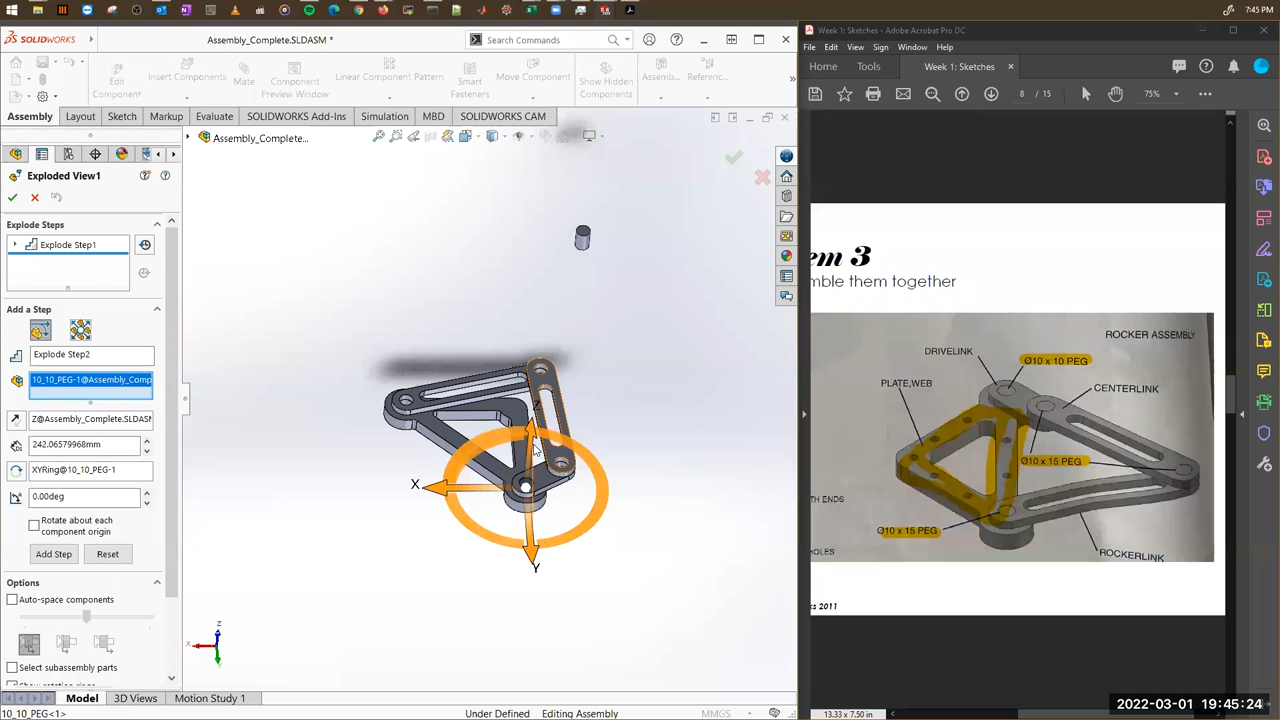 7:45 PM
SOLIDWORKS
Assembly_Complete.SLDASM *
Search Commands
Edit Component
Insert Components
Mate
Component Preview Window
Linear Component Pattern
Smart Fasteners
Move Component
Show Hidden Components
Assemb...
Referenc...
Assembly
Layout
Sketch
Markup
Evaluate
SOLIDWORKS Add-Ins
Simulation
MBD
SOLIDWORKS CAM
Assembly_Complete...
Exploded View1
Explode Steps
Explode Step1
Add a Step
Explode Step2
10_10_PEG-1@Assembly_Comp
Z@Assembly_Complete.SLDASM
242.06579968mm
XYRing@10_10_PEG-1
0.00deg
Rotate about each component origin
Add Step
Reset
Options
Auto-space components
Select subassembly parts
Show rotation rings
X
Z
Y
z
x
Model
3D Views
Motion Study 1
10_10_PEG<1>
Under Defined
Editing Assembly
MMGS
Week 1: Sketches - Adobe Acrobat Pro DC
File
Edit
View
Sign
Window
Help
Home
Tools
Week 1: Sketches
8 / 15
75%
em 3
mble them together
ROCKER ASSEMBLY
DRIVELINK
Ø10 x 10 PEG
PLATE,WEB
CENTERLINK
Ø10 x 15 PEG
TH ENDS
Ø10 x 15 PEG
OLES
ROCKERLINK
ks 2011
13.33 x 7.50 in
2022-03-01 19:45:24